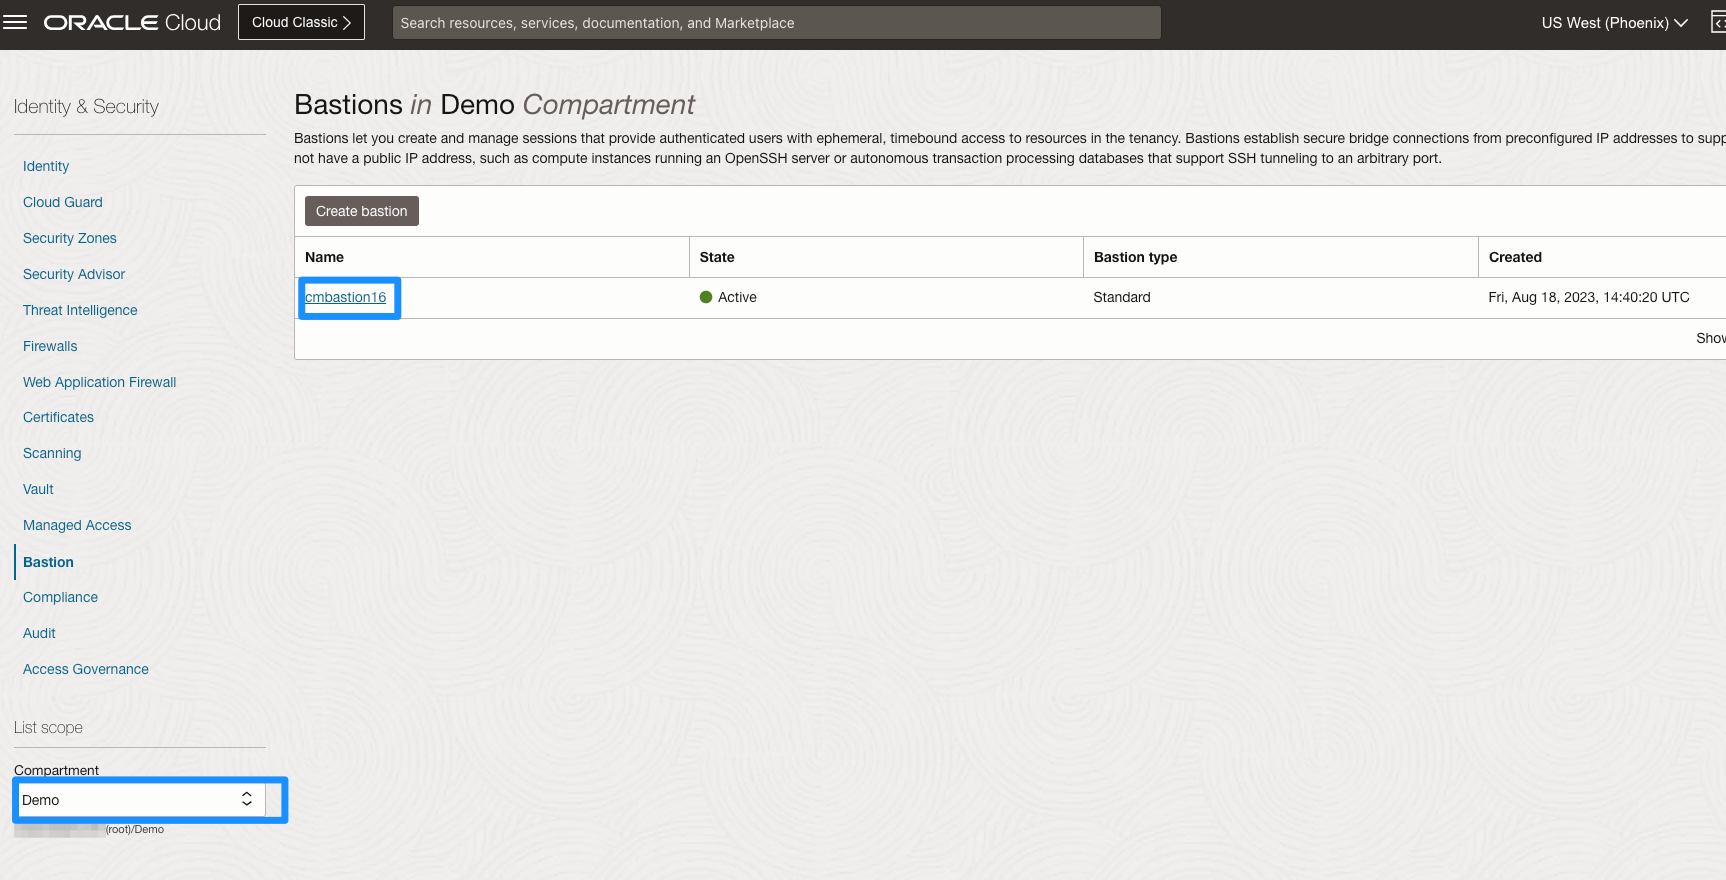 ORACLE Cloud
Cloud Classic
Search resources, services, documentation, and Marketplace
US West (Phoenix)
Identity & Security
Identity
Cloud Guard
Security Zones
Security Advisor
Threat Intelligence
Firewalls
Web Application Firewall
Certificates
Scanning
Vault
Managed Access
Bastion
Compliance
Audit
Access Governance
List scope
Compartment
Demo
(root)/Demo
Bastions in Demo Compartment
Bastions let you create and manage sessions that provide authenticated users with ephemeral, timebound access to resources in the tenancy. Bastions establish secure bridge connections from preconfigured IP addresses to supp
not have a public IP address, such as compute instances running an OpenSSH server or autonomous transaction processing databases that support SSH tunneling to an arbitrary port.
Create bastion
Name State Bastion type Created
cmbastion16 Active Standard Fri, Aug 18, 2023, 14:40:20 UTC
Show